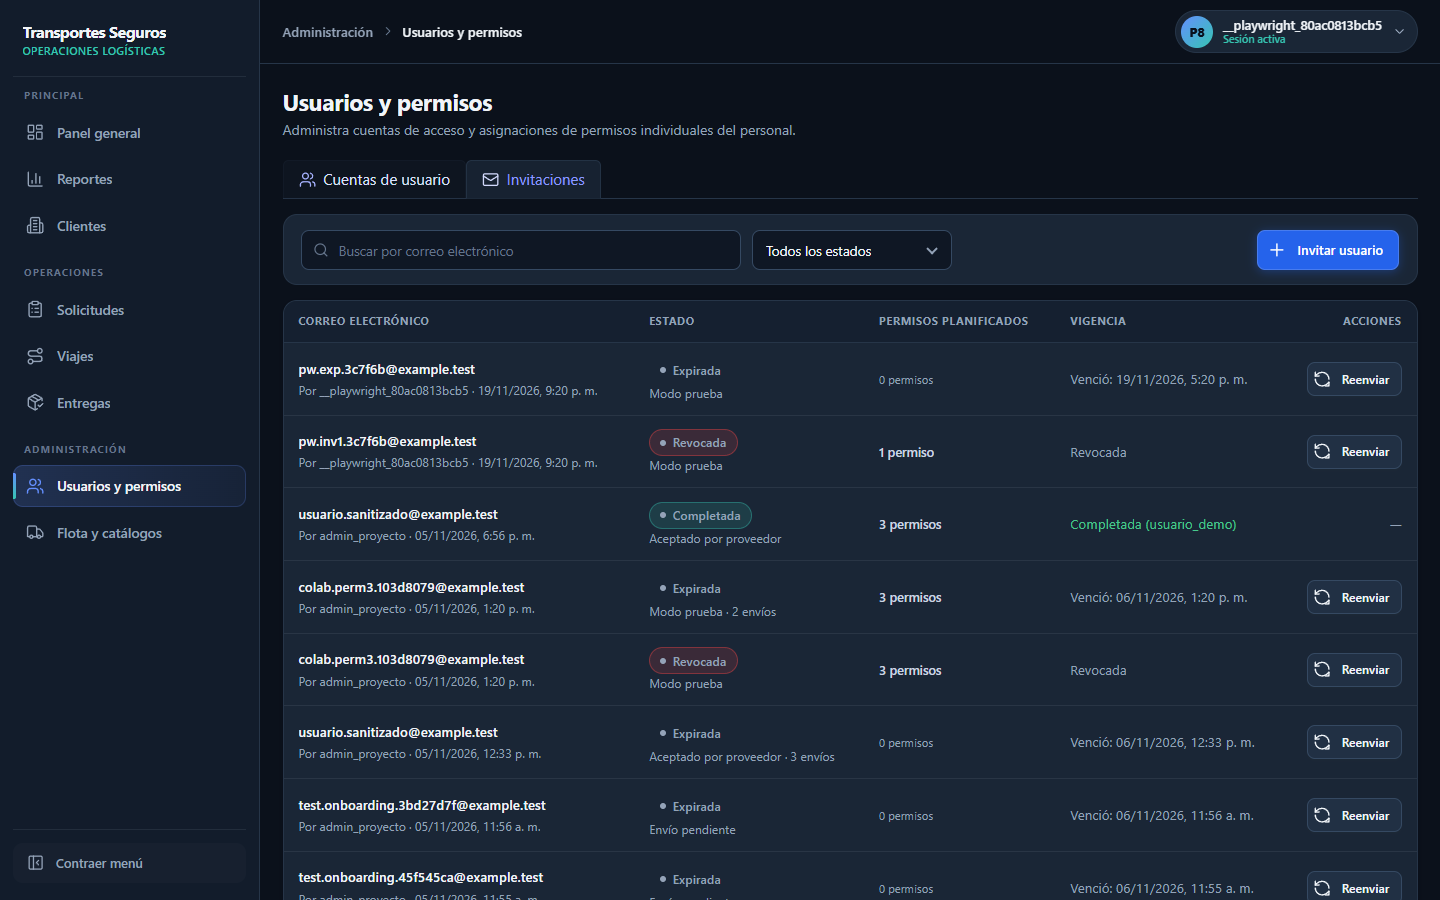 Transportes Seguros
OPERACIONES LOGÍSTICAS
PRINCIPAL
Panel general
Reportes
Clientes
OPERACIONES
Solicitudes
Viajes
Entregas
ADMINISTRACIÓN
Usuarios y permisos
Flota y catálogos
Contraer menú
Administración > Usuarios y permisos
P8
__playwright_80ac0813bcb5
Sesión activa
Usuarios y permisos
Administra cuentas de acceso y asignaciones de permisos individuales del personal.
Cuentas de usuario
Invitaciones
Buscar por correo electrónico
Todos los estados
Invitar usuario
CORREO ELECTRÓNICO ESTADO PERMISOS PLANIFICADOS VIGENCIA ACCIONES
pw.exp.3c7f6b@example.test
Por __playwright_80ac0813bcb5 · 19/11/2026, 9:20 p. m.
Expirada
Modo prueba
0 permisos
Venció: 19/11/2026, 5:20 p. m.
Reenviar
pw.inv1.3c7f6b@example.test
Por __playwright_80ac0813bcb5 · 19/11/2026, 9:20 p. m.
Revocada
Modo prueba
1 permiso
Revocada
Reenviar
usuario.sanitizado@example.test
Por admin_proyecto · 05/11/2026, 6:56 p. m.
Completada
Aceptado por proveedor
3 permisos
Completada (usuario_demo)
—
colab.perm3.103d8079@example.test
Por admin_proyecto · 05/11/2026, 1:20 p. m.
Expirada
Modo prueba · 2 envíos
3 permisos
Venció: 06/11/2026, 1:20 p. m.
Reenviar
colab.perm3.103d8079@example.test
Por admin_proyecto · 05/11/2026, 1:20 p. m.
Revocada
Modo prueba
3 permisos
Revocada
Reenviar
usuario.sanitizado@example.test
Por admin_proyecto · 05/11/2026, 12:33 p. m.
Expirada
Aceptado por proveedor · 3 envíos
0 permisos
Venció: 06/11/2026, 12:33 p. m.
Reenviar
test.onboarding.3bd27d7f@example.test
Por admin_proyecto · 05/11/2026, 11:56 a. m.
Expirada
Envío pendiente
0 permisos
Venció: 06/11/2026, 11:56 a. m.
Reenviar
test.onboarding.45f545ca@example.test
Por admin_proyecto · 05/11/2026, 11:55 a. m.
Expirada
0 permisos
Venció: 06/11/2026, 11:55 a. m.
Reenviar